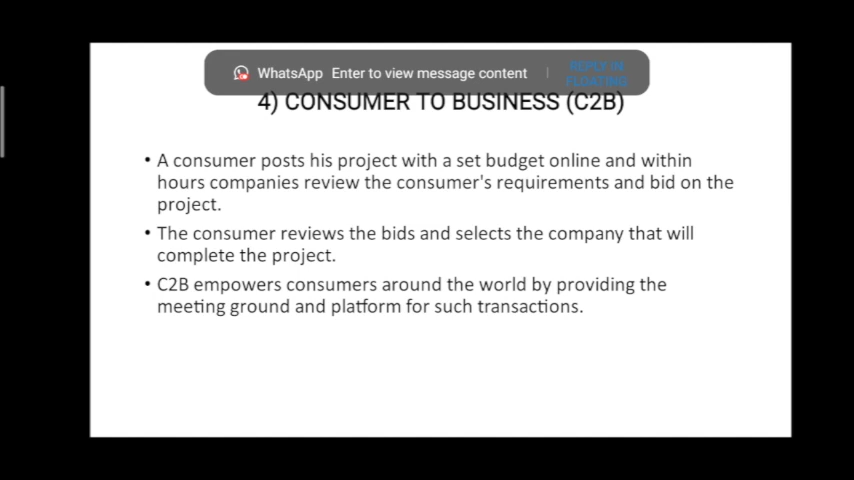 WhatsApp Enter to view message content | REPLY IN
FLOATING
4) CONSUMER TO BUSINESS (C2B)
• A consumer posts his project with a set budget online and within
hours companies review the consumer's requirements and bid on the
project.
• The consumer reviews the bids and selects the company that will
complete the project.
• C2B empowers consumers around the world by providing the
meeting ground and platform for such transactions.